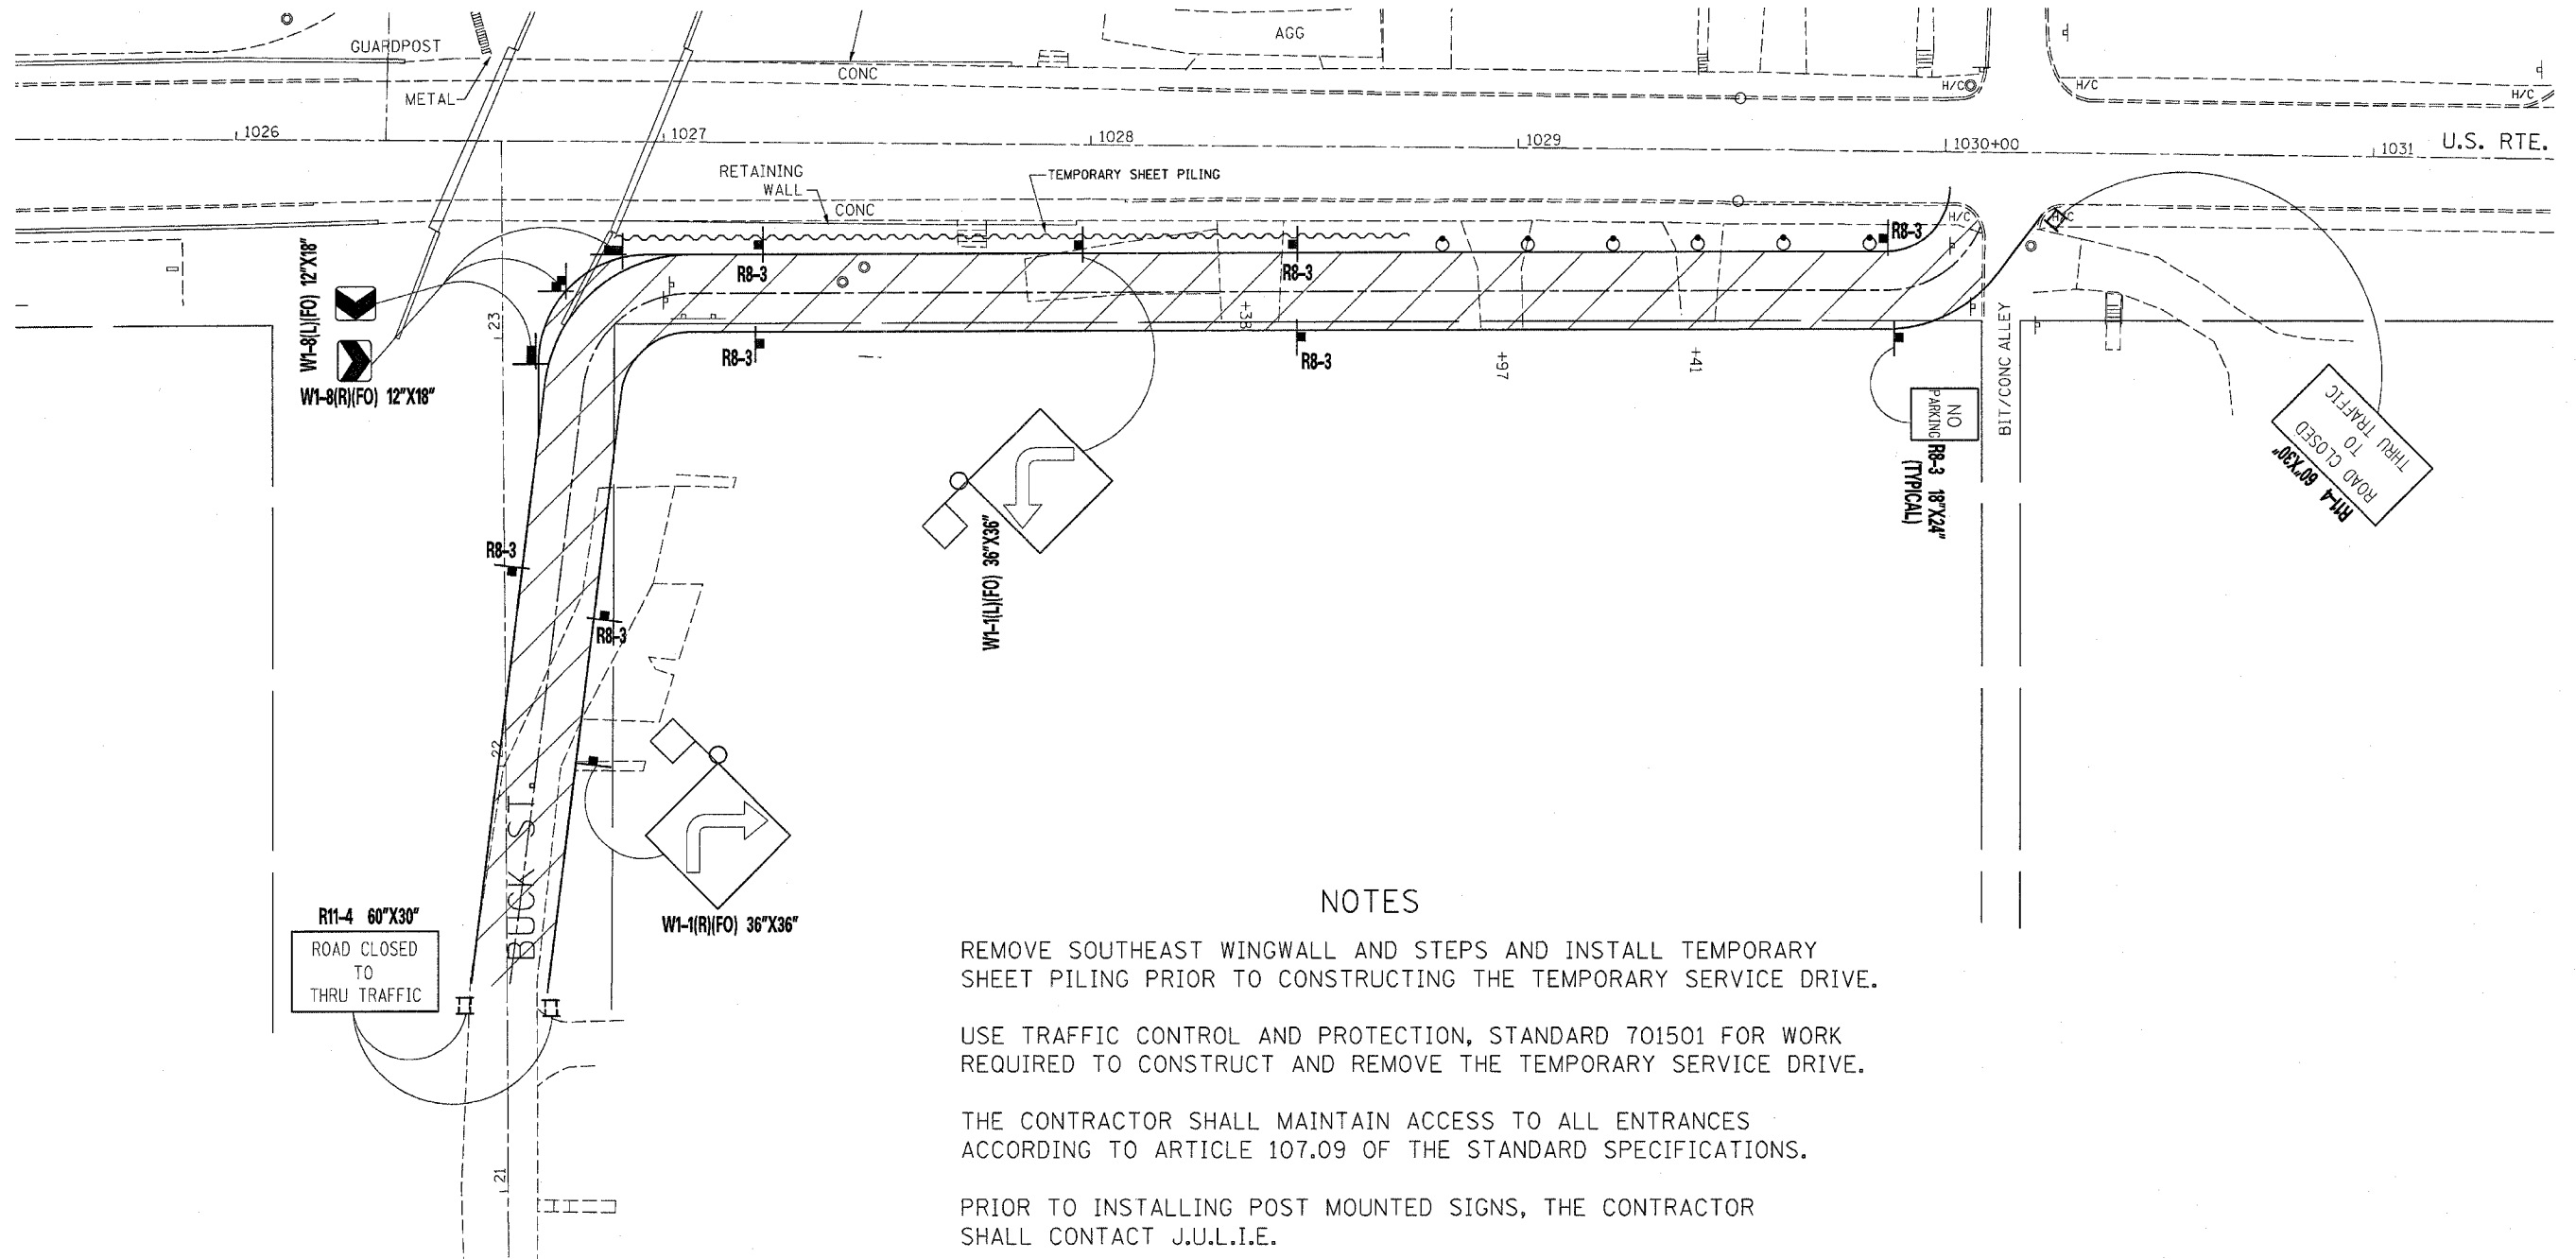 GUARDPOST
AGG
CONC
METAL
H/C
H/C
H/C
1026
1027
1028
1029
1030+00
1031
U.S. RTE.
RETAINING
WALL
TEMPORARY SHEET PILING
CONC
H/C
H/C
R8-3
R8-3
R8-3
W1-8(L)(FO) 12"X18"
W1-8(R)(FO) 12"X18"
23
+38
R8-3
R8-3
+97
+41
BIT/CONC ALLEY
NO
PARKING
R8-3 18"X24"
(TYPICAL)
ROAD CLOSED
TO
THRU TRAFFIC
R11-4 60"X30"
W1-1(L)(FO) 36"X36"
R8-3
R8-3
22
BUCK ST.
W1-1(R)(FO) 36"X36"
R11-4 60"X30"
ROAD CLOSED
TO
THRU TRAFFIC
21
NOTES
REMOVE SOUTHEAST WINGWALL AND STEPS AND INSTALL TEMPORARY
SHEET PILING PRIOR TO CONSTRUCTING THE TEMPORARY SERVICE DRIVE.
USE TRAFFIC CONTROL AND PROTECTION, STANDARD 701501 FOR WORK
REQUIRED TO CONSTRUCT AND REMOVE THE TEMPORARY SERVICE DRIVE.
THE CONTRACTOR SHALL MAINTAIN ACCESS TO ALL ENTRANCES
ACCORDING TO ARTICLE 107.09 OF THE STANDARD SPECIFICATIONS.
PRIOR TO INSTALLING POST MOUNTED SIGNS, THE CONTRACTOR
SHALL CONTACT J.U.L.I.E.